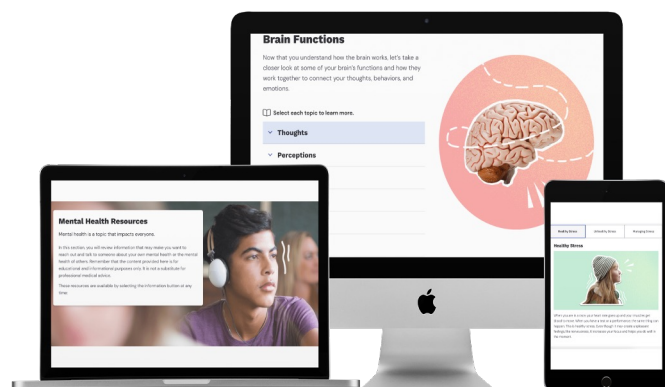 Brain Functions
Now that you understand how the brain works, let's take a
closer look at some of your brain's functions and how they
work together to connect your thoughts, behaviors, and
emotions.
Select each topic to learn more.
Thoughts
Perceptions
Mental Health Resources
Mental health is a topic that impacts everyone.
In this section, you will review information that may make you want to
reach out and talk to someone about your own mental health or the mental
health of others. Remember that the content provided here is for
educational and informational purposes only. It is not a substitute for
professional medical advice.
These resources are available by selecting the information button at any
time.
Healthy Stress
Unhealthy Stress
Managing Stress
Healthy Stress